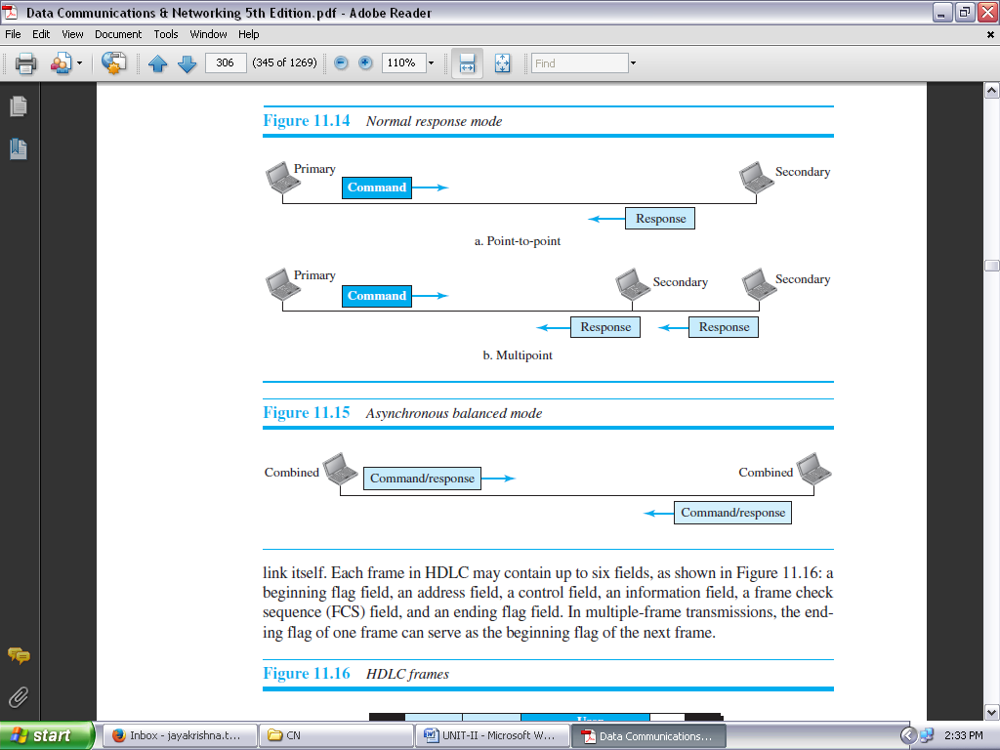 Data Communications & Networking 5th Edition.pdf - Adobe Reader
File Edit View Document Tools Window Help
306 (345 of 1269) 110% Find
Figure 11.14 Normal response mode
Primary
Secondary
Command
Response
a. Point-to-point
Primary
Secondary
Secondary
Command
Response
Response
b. Multipoint
Figure 11.15 Asynchronous balanced mode
Combined
Command/response
Combined
Command/response
link itself. Each frame in HDLC may contain up to six fields, as shown in Figure 11.16: a
beginning flag field, an address field, a control field, an information field, a frame check
sequence (FCS) field, and an ending flag field. In multiple-frame transmissions, the end-
ing flag of one frame can serve as the beginning flag of the next frame.
Figure 11.16 HDLC frames
start
Inbox - jayakrishna.t...
CN
UNIT-II - Microsoft W...
Data Communications...
2:33 PM